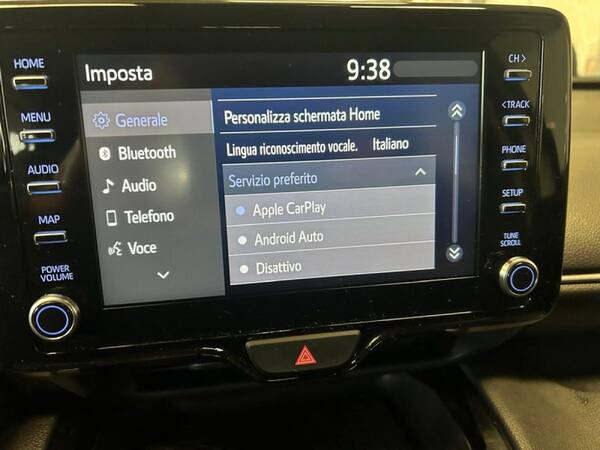 HOME
MENU
AUDIO
MAP
POWER
VOLUME
Imposta
9:38
Generale
Bluetooth
Audio
Telefono
Voce
Personalizza schermata Home
Lingua riconoscimento vocale. Italiano
Servizio preferito
Apple CarPlay
Android Auto
Disattivo
CH >
< TRACK
PHONE
SETUP
TUNE
SCROLL